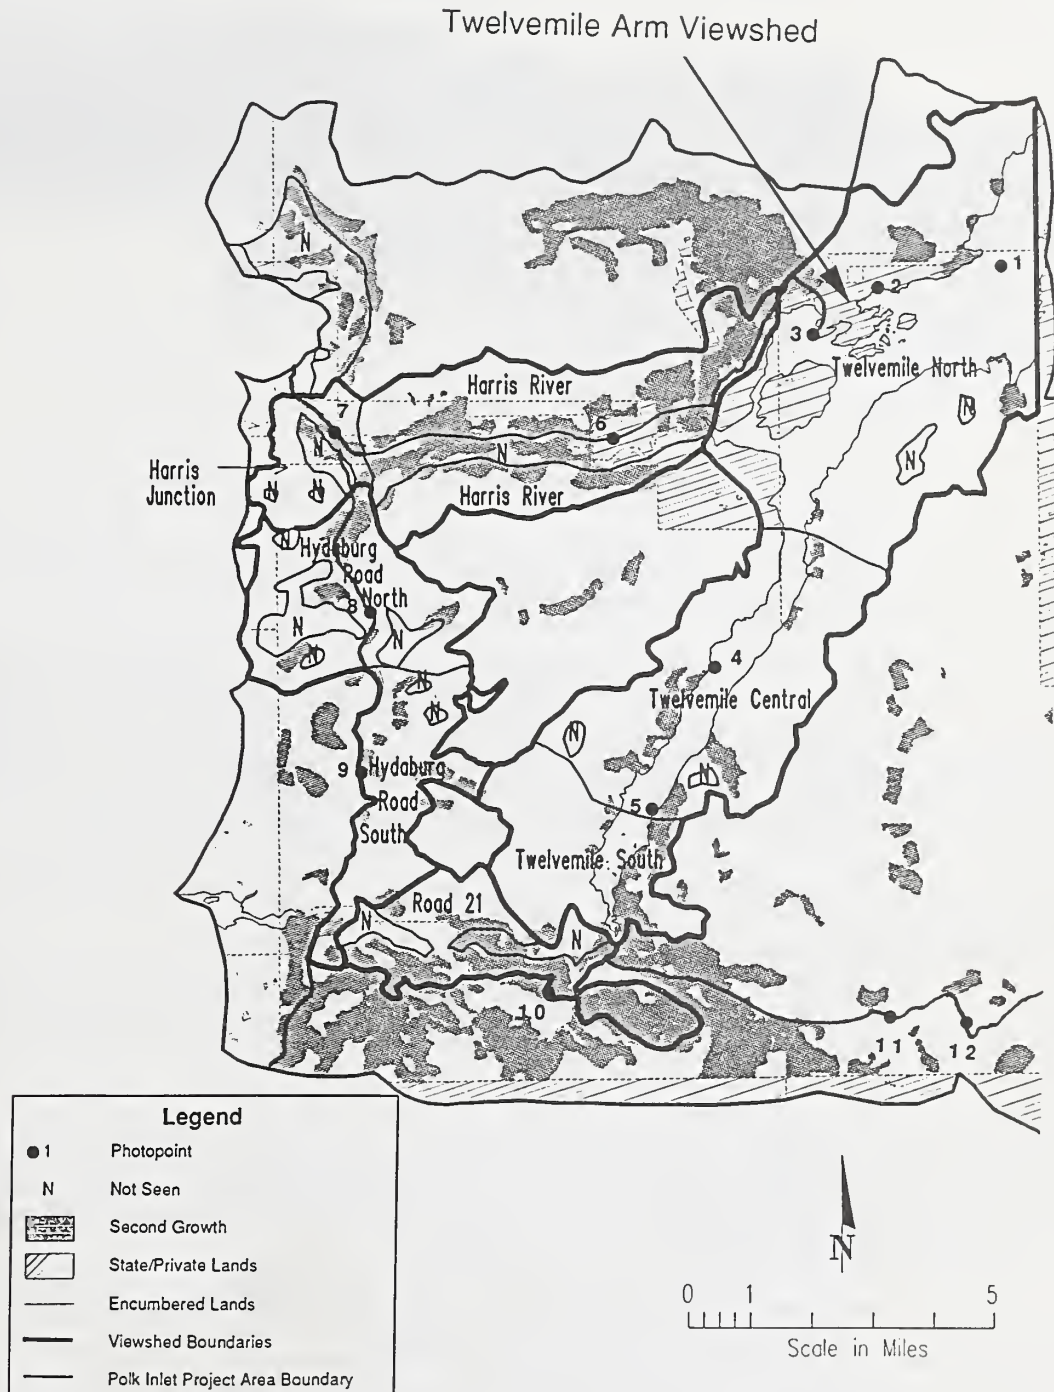 Twelvemile Arm Viewshed
N
1
2
3
Twelvemile North
Harris River
7
6
N
N
N
N
Harris River
Harris
Junction
N
N
N
Hydaburg
Road
North
8
N
N
N
4
Twelvemile Central
N
N
N
N
9
Hydaburg
Road
South
5
Twelvemile South
Road 21
N
N
10
11
12
Legend
1 Photopoint
N Not Seen
Second Growth
State/Private Lands
Encumbered Lands
Viewshed Boundaries
Polk Inlet Project Area Boundary
N
0 1 5
Scale in Miles